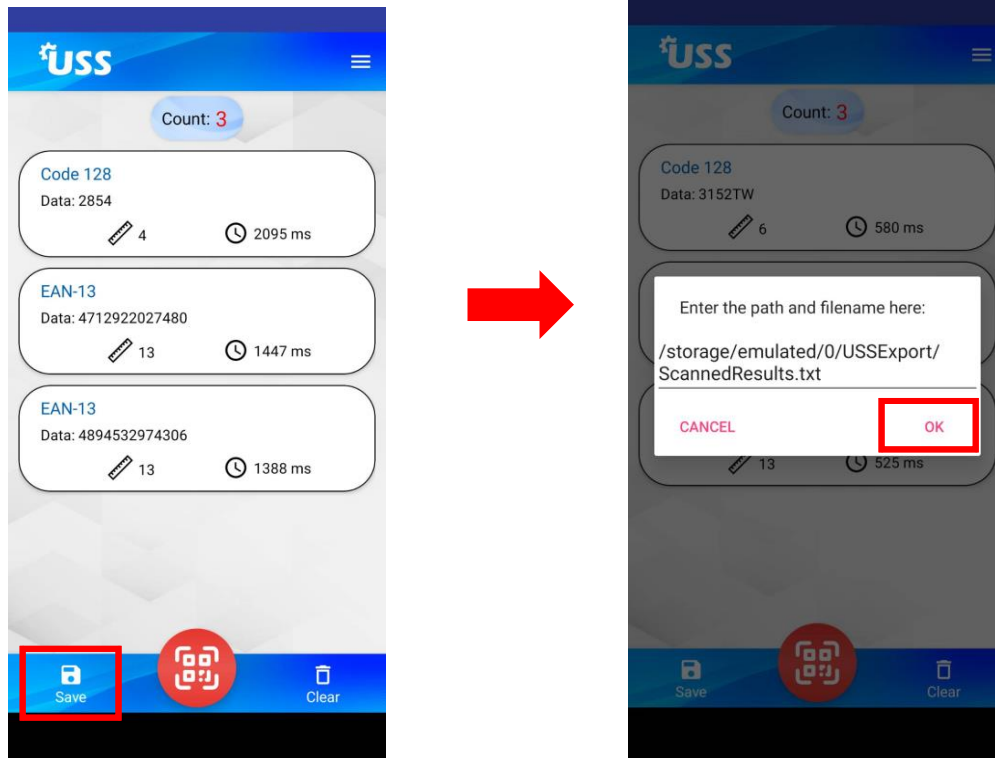 USS
Count: 3
Code 128
Data: 2854
4
2095 ms
EAN-13
Data: 4712922027480
13
1447 ms
EAN-13
Data: 4894532974306
13
1388 ms
Save
Clear
USS
Count: 3
Code 128
Data: 3152TW
6
580 ms
Enter the path and filename here:
/storage/emulated/0/USSExport/
ScannedResults.txt
CANCEL
OK
13
525 ms
Save
Clear